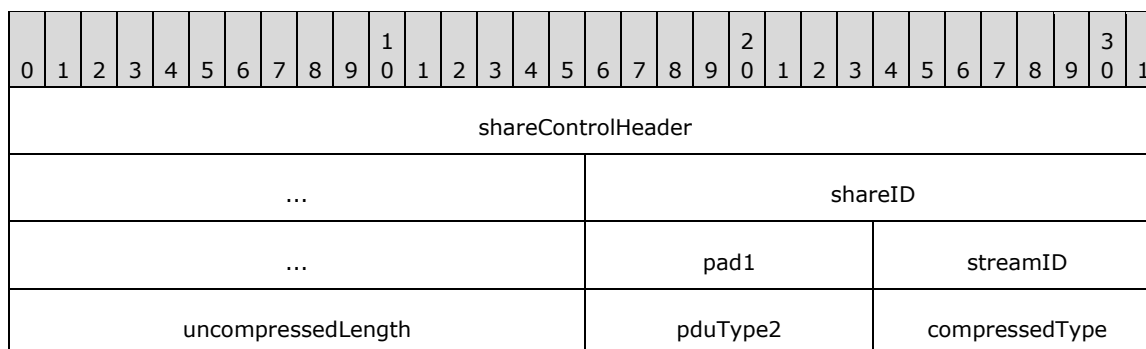 1 2 3
0 1 2 3 4 5 6 7 8 9 0 1 2 3 4 5 6 7 8 9 0 1 2 3 4 5 6 7 8 9 0 1
shareControlHeader
... shareID
... pad1 streamID
uncompressedLength pduType2 compressedType